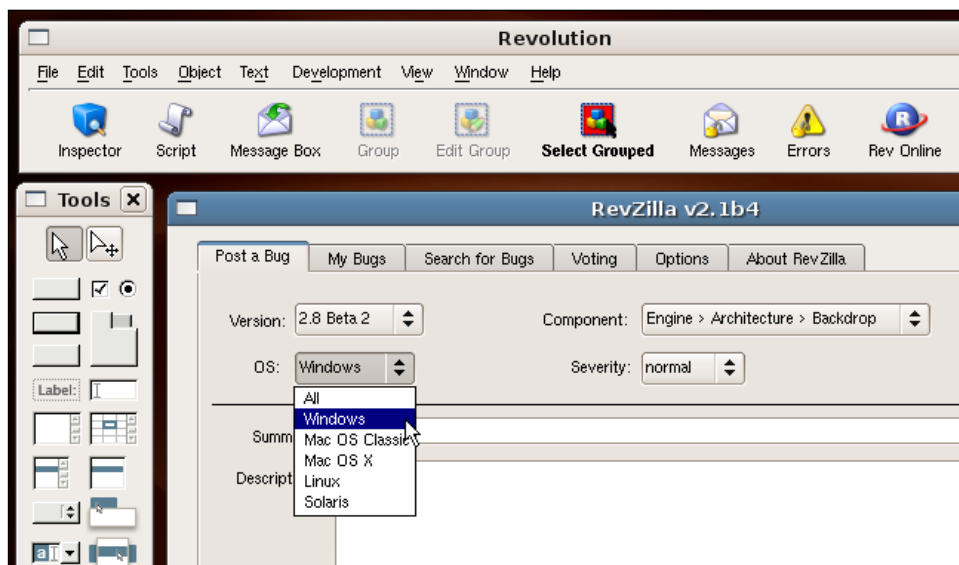 Revolution
File Edit Tools Object Text Development View Window Help
Inspector Script Message Box Group Edit Group Select Grouped Messages Errors Rev Online
Tools
RevZilla v2.1b4
Post a Bug My Bugs Search for Bugs Voting Options About RevZilla
Version: 2.8 Beta 2 Component: Engine > Architecture > Backdrop
OS: Windows Severity: normal
Label:
All
Windows
Summ
Mac OS Classic
Mac OS X
Descript
Linux
Solaris